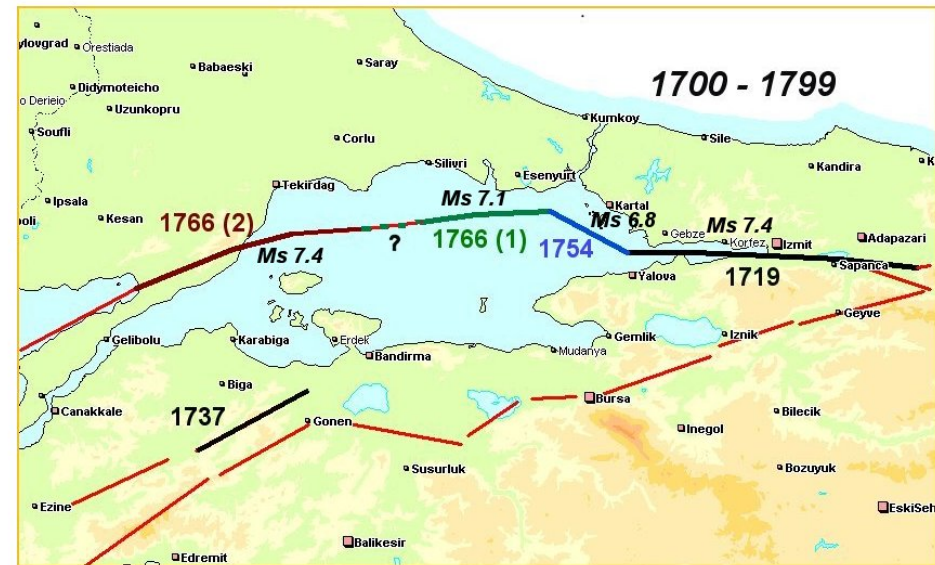 ylovgrad
Orestiada
Saray
Babaeski
1700 - 1799
Didymoteicho
o Dereio
Uzunkopru
Kumkoy
Soufli
Corlu
Sile
Silivri
Kandira
K
Esenyurt
Tekirdag
Ipsala
Ms 7.1
Kartal
poli
Kesan
1766 (2)
Ms 6.8
Ms 7.4
Gebze
Korfez
Izmit
Adapazari
?
1766 (1)
1754
Ms 7.4
Sapanca
Yalova
1719
Geyve
Gelibolu
Karabiga
Erdek
Gemlik
Iznik
Bandirma
Mudanya
Biga
Canakkale
1737
Bursa
Bilecik
Gonen
Inegol
Susurluk
Bozuyuk
Ezine
EskiSeh
Balikesir
Edremit